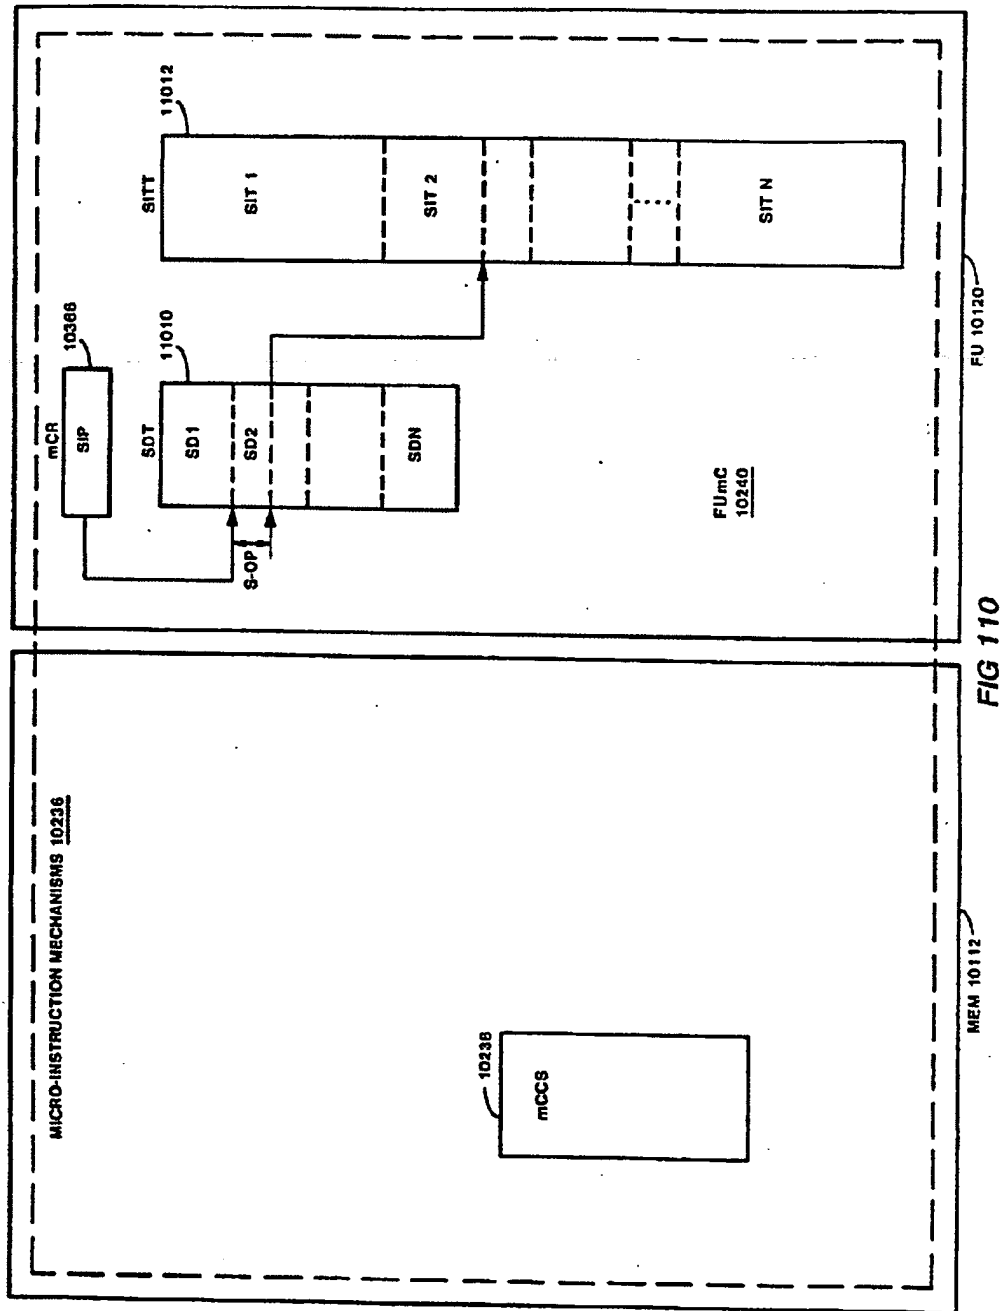 MICRO-INSTRUCTION MECHANISMS 10236
mCCS
10238
MEM 10112
mCR
SIP
10366
SDT
11010
SD1
SD2
SDN
S-OP
SITT
11012
SIT 1
SIT 2
SIT N
FUmC
10240
FU 10120
FIG 110